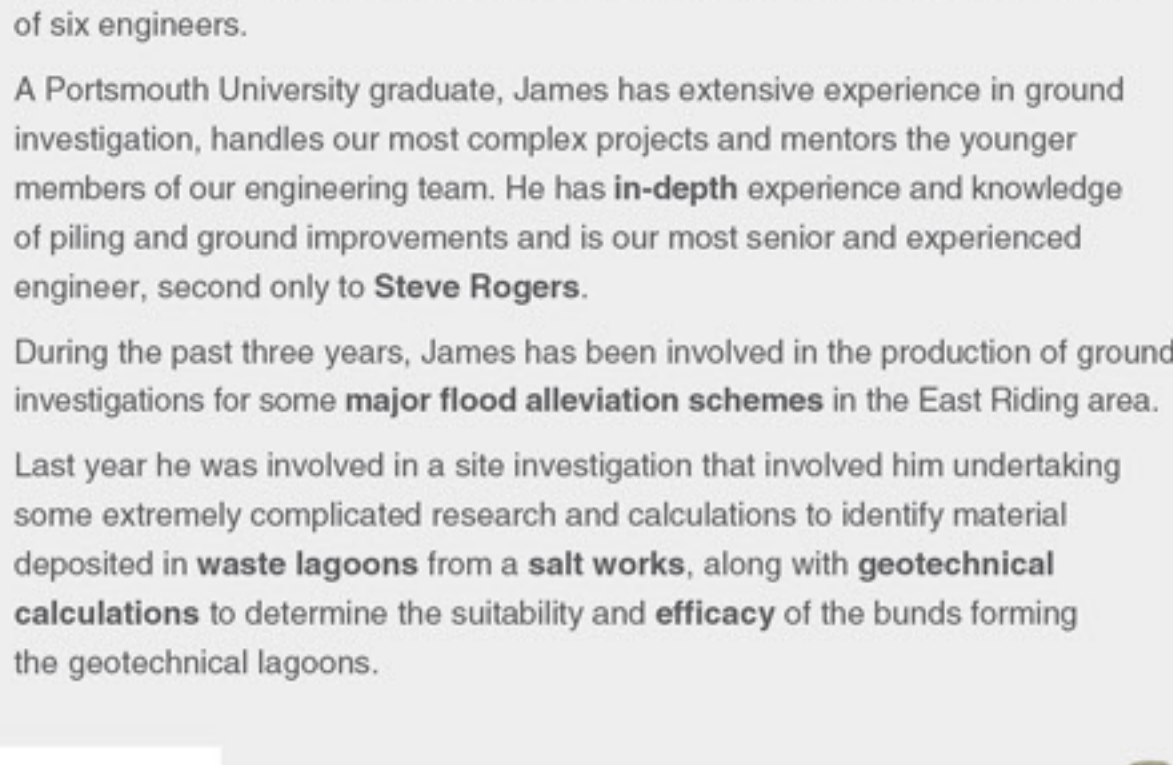 of six engineers.
A Portsmouth University graduate, James has extensive experience in ground
investigation, handles our most complex projects and mentors the younger
members of our engineering team. He has in-depth experience and knowledge
of piling and ground improvements and is our most senior and experienced
engineer, second only to Steve Rogers.
During the past three years, James has been involved in the production of ground
investigations for some major flood alleviation schemes in the East Riding area.
Last year he was involved in a site investigation that involved him undertaking
some extremely complicated research and calculations to identify material
deposited in waste lagoons from a salt works, along with geotechnical
calculations to determine the suitability and efficacy of the bunds forming
the geotechnical lagoons.